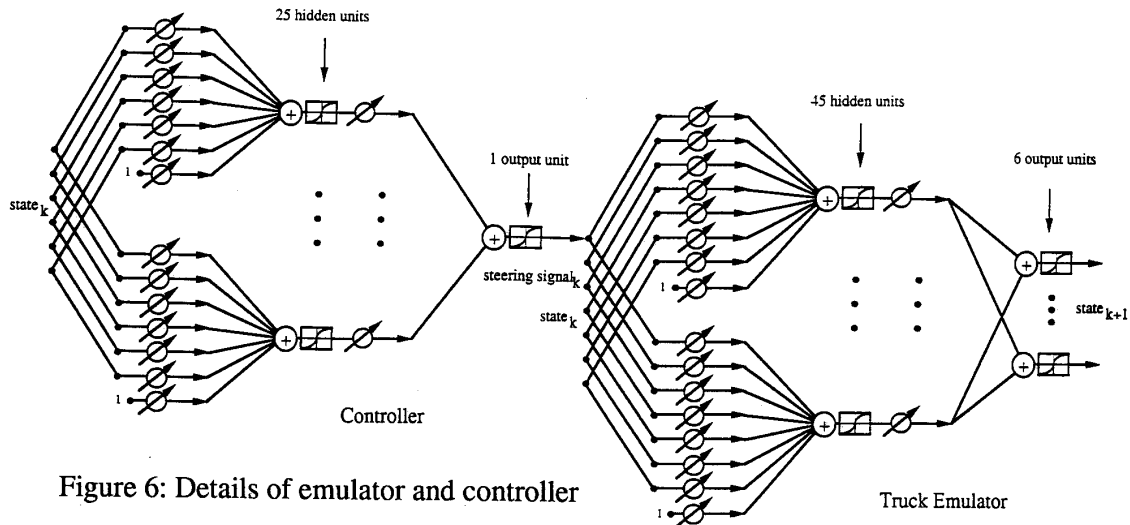 25 hidden units
45 hidden units
1 output unit
6 output units
1
state k
steering signal k
1
state k
state k+1
1
1
Controller
Truck Emulator
Figure 6: Details of emulator and controller